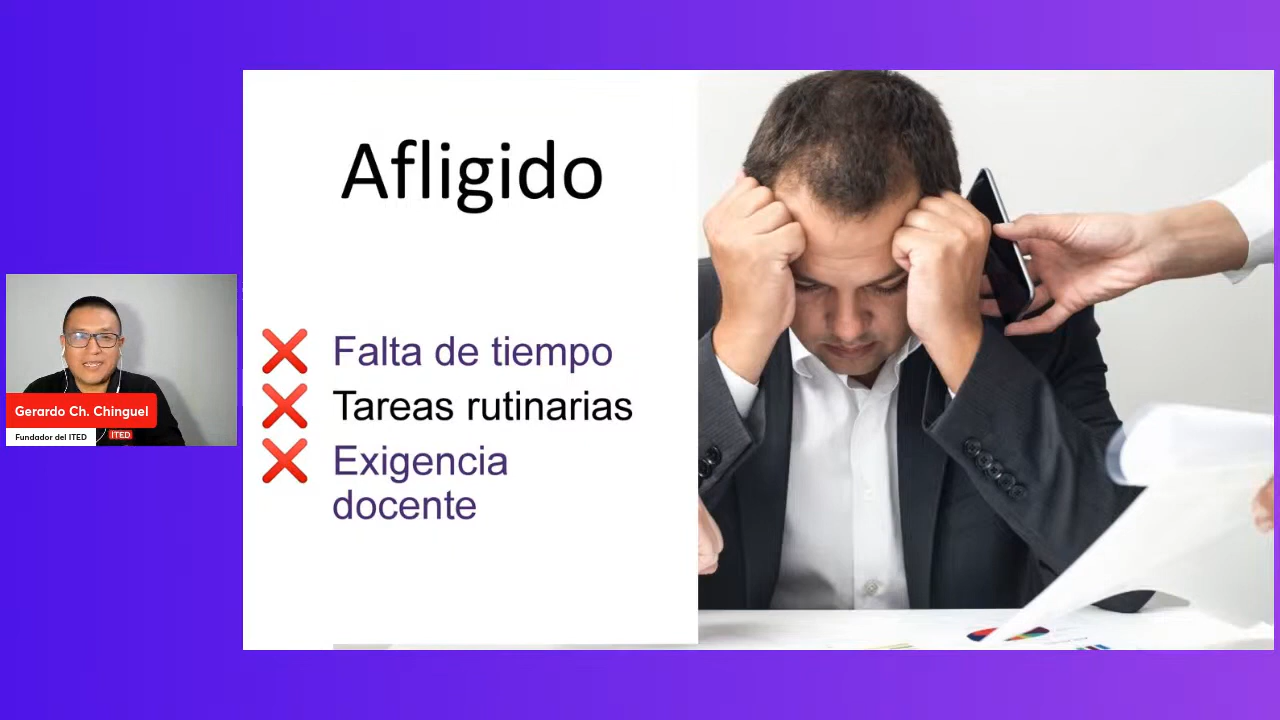 Afligido
❌ Falta de tiempo
❌ Tareas rutinarias
❌ Exigencia
docente
Gerardo Ch. Chinguel
Fundador del ITED
ITED